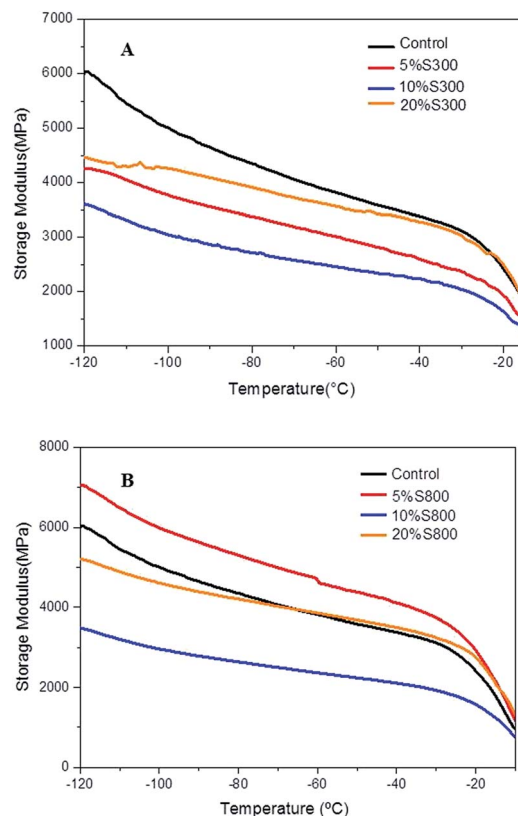 A
Control
5%S300
10%S300
20%S300
7000
6000
5000
4000
3000
2000
1000
Storage Modulus(MPa)
-120 -100 -80 -60 -40 -20
Temperature(°C)
B
Control
5%S800
10%S800
20%S800
8000
6000
4000
2000
0
Storage Modulus(MPa)
-120 -100 -80 -60 -40 -20
Temperature (ºC)